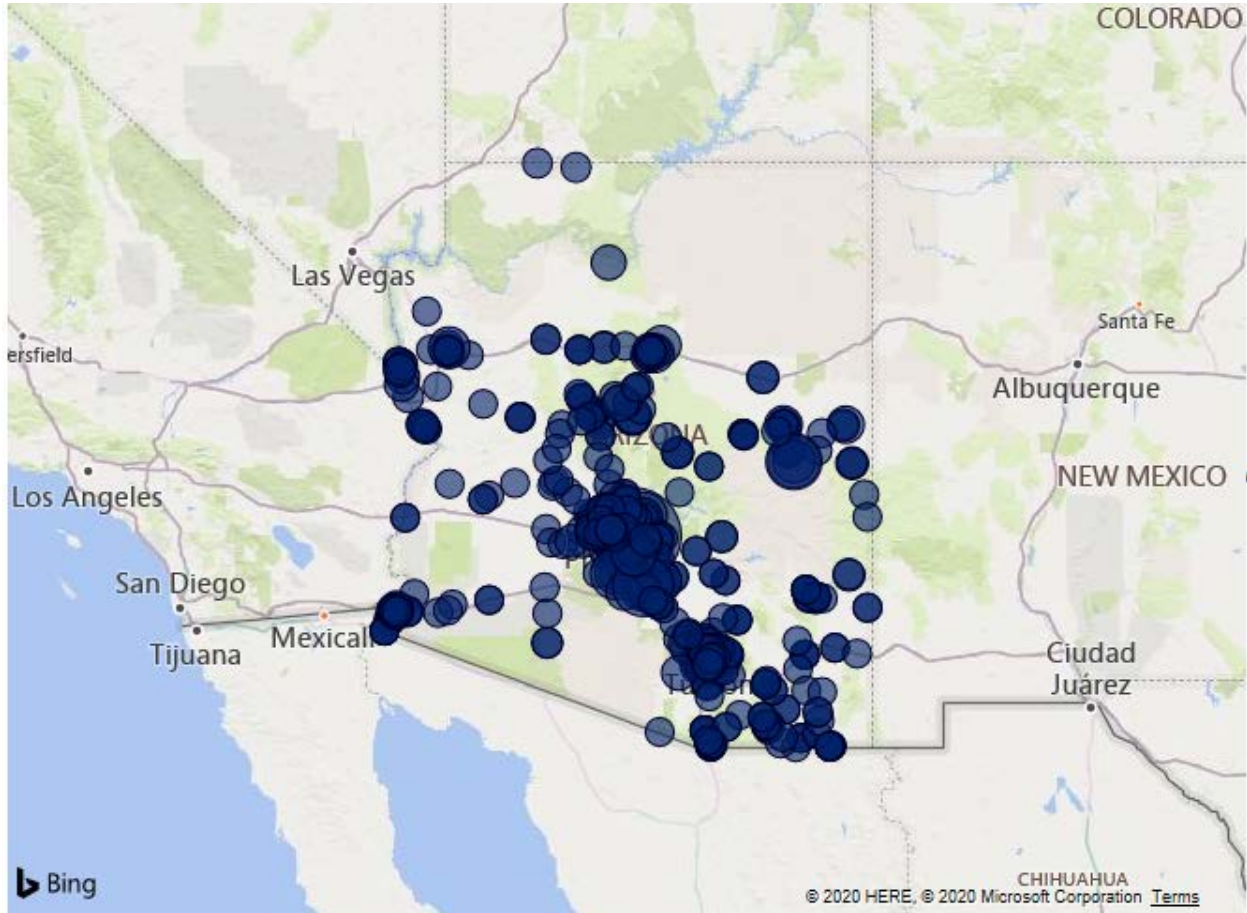 COLORADO
Las Vegas
Santa Fe
ersfield
Albuquerque
NEW MEXICO
Los Angeles
San Diego
Mexicali
Tijuana
Ciudad
Juárez
CHIHUAHUA
Bing
© 2020 HERE, © 2020 Microsoft Corporation Terms